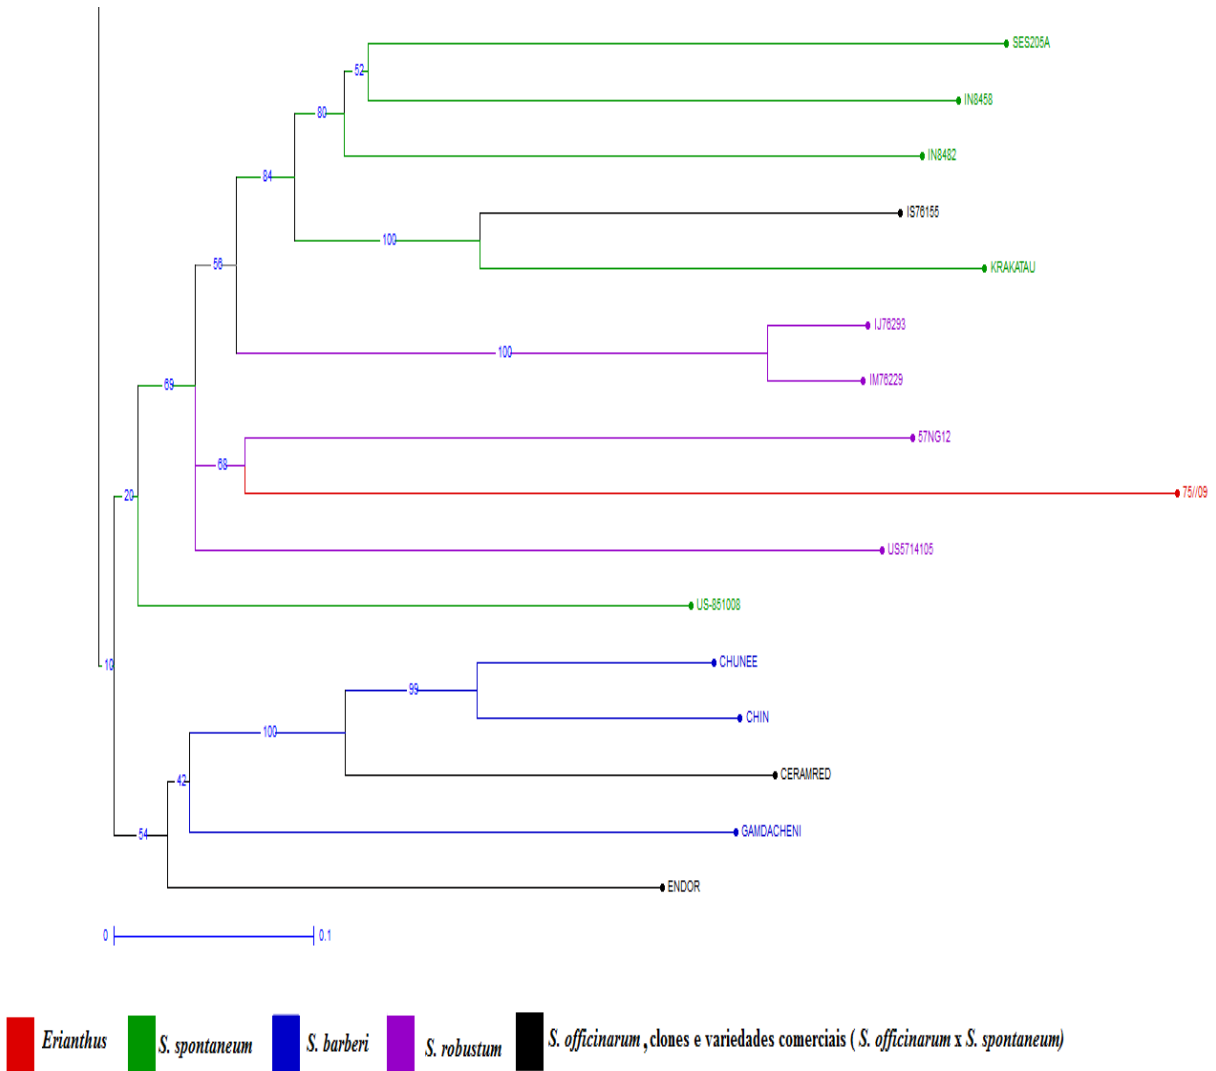 SES205A
52
IN8458
80
IN8482
84
IS76155
100
KRAKATAU
56
IJ76293
100
IM76229
69
57NG12
68
75//09
20
US5714105
US-851008
10
CHUNEE
99
CHIN
100
CERAMRED
42
GAMDACHENI
54
ENDOR
0 0.1
Erianthus S. spontaneum S. barberi S. robustum S. officinarum , clones e variedades comerciais ( S. officinarum x S. spontaneum)